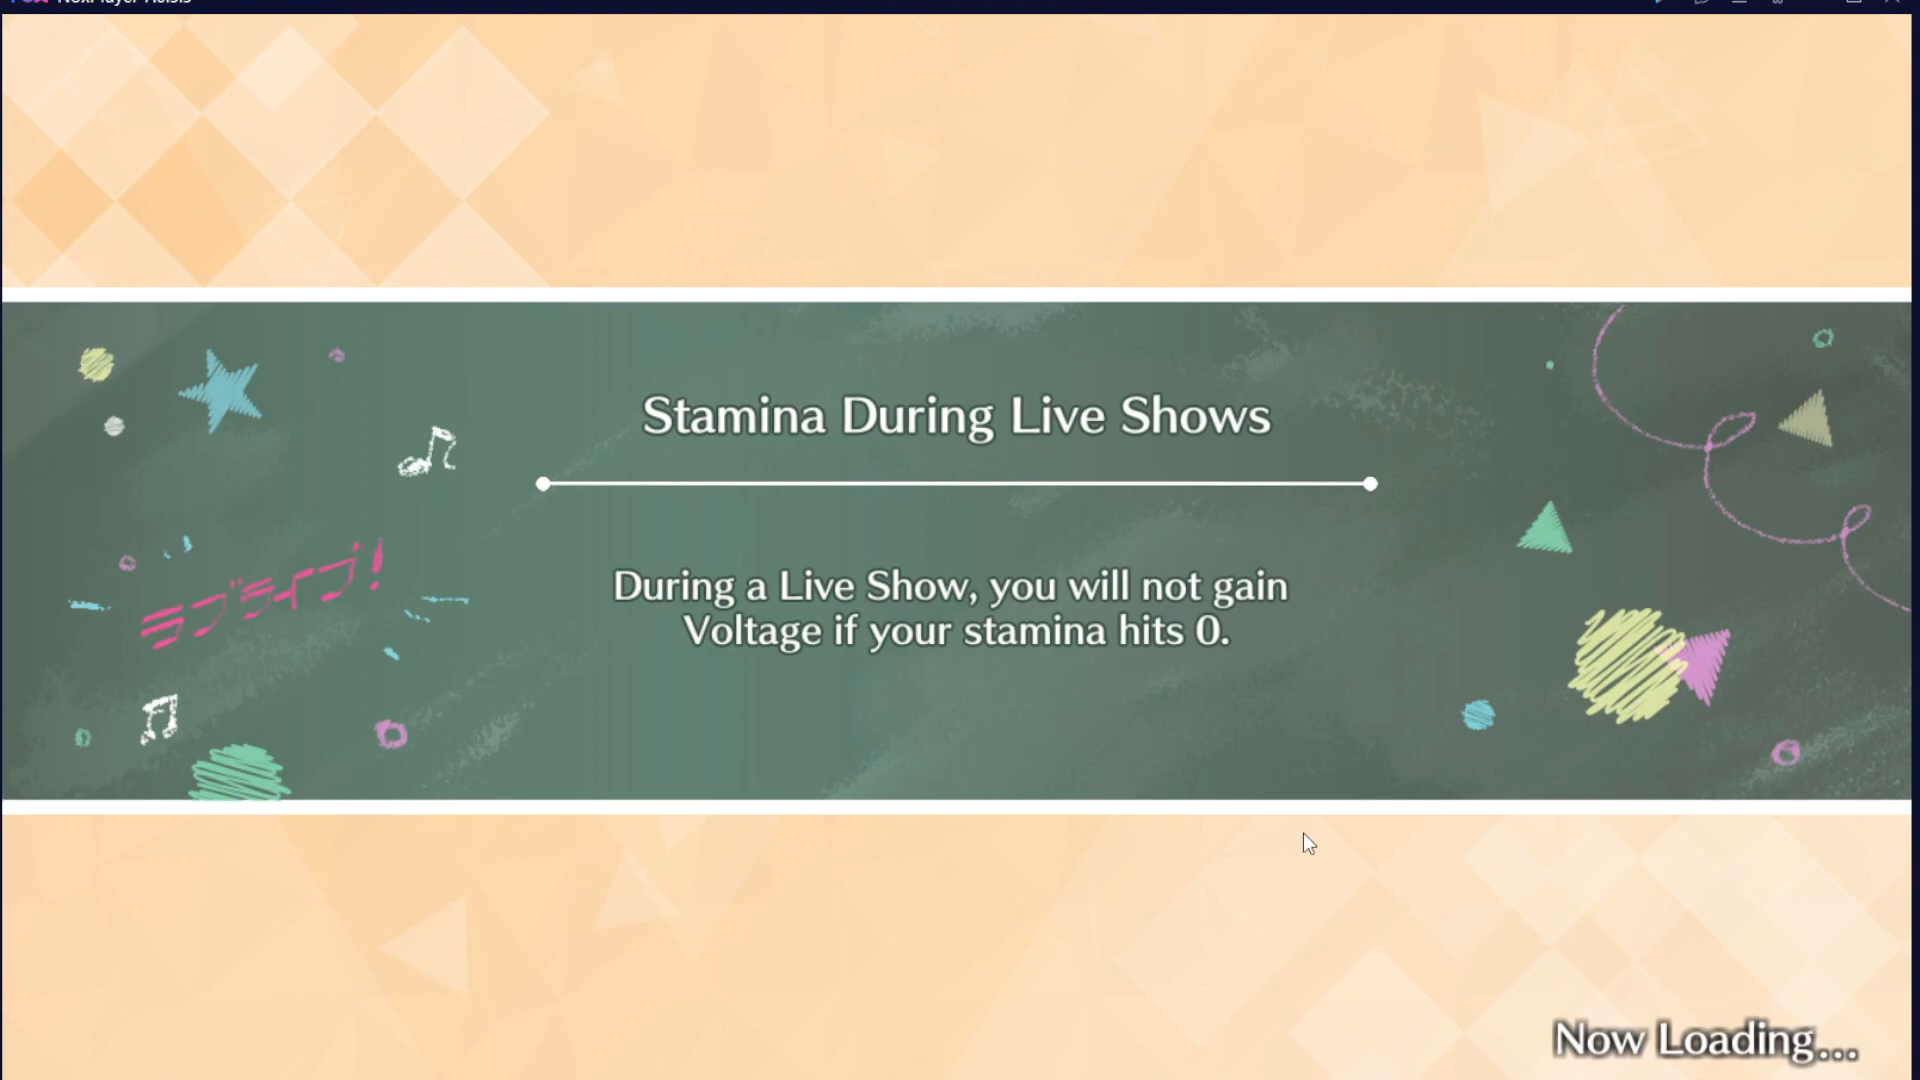 Stamina During Live Shows
During a Live Show, you will not gain
Voltage if your stamina hits 0.
ラブライブ!
Now Loading...